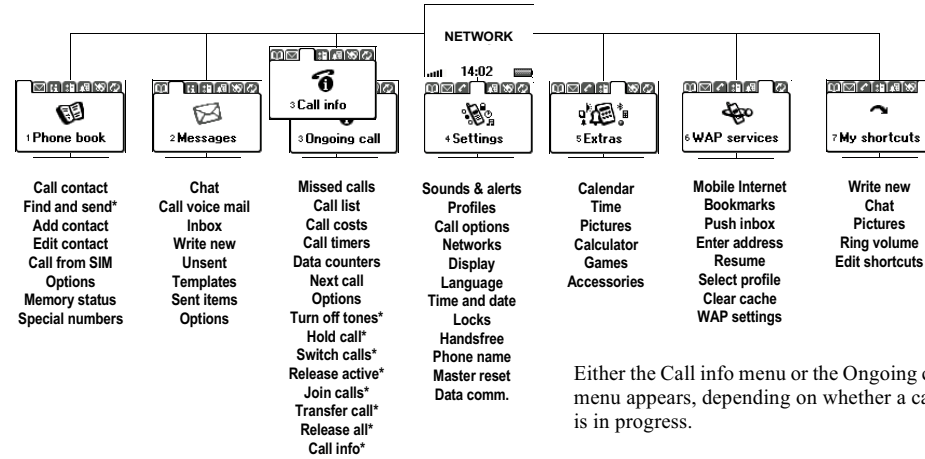 NETWORK
14:02
1 Phone book
2 Messages
3 Call info
3 Ongoing call
4 Settings
5 Extras
6 WAP services
7 My shortcuts
Call contact
Find and send*
Add contact
Edit contact
Call from SIM
Options
Memory status
Special numbers
Chat
Call voice mail
Inbox
Write new
Unsent
Templates
Sent items
Options
Missed calls
Call list
Call costs
Call timers
Data counters
Next call
Options
Turn off tones*
Hold call*
Switch calls*
Release active*
Join calls*
Transfer call*
Release all*
Call info*
Sounds & alerts
Profiles
Call options
Networks
Display
Language
Time and date
Locks
Handsfree
Phone name
Master reset
Data comm.
Calendar
Time
Pictures
Calculator
Games
Accessories
Mobile Internet
Bookmarks
Push inbox
Enter address
Resume
Select profile
Clear cache
WAP settings
Write new
Chat
Pictures
Ring volume
Edit shortcuts
Either the Call info menu or the Ongoing
menu appears, depending on whether a
is in progress.